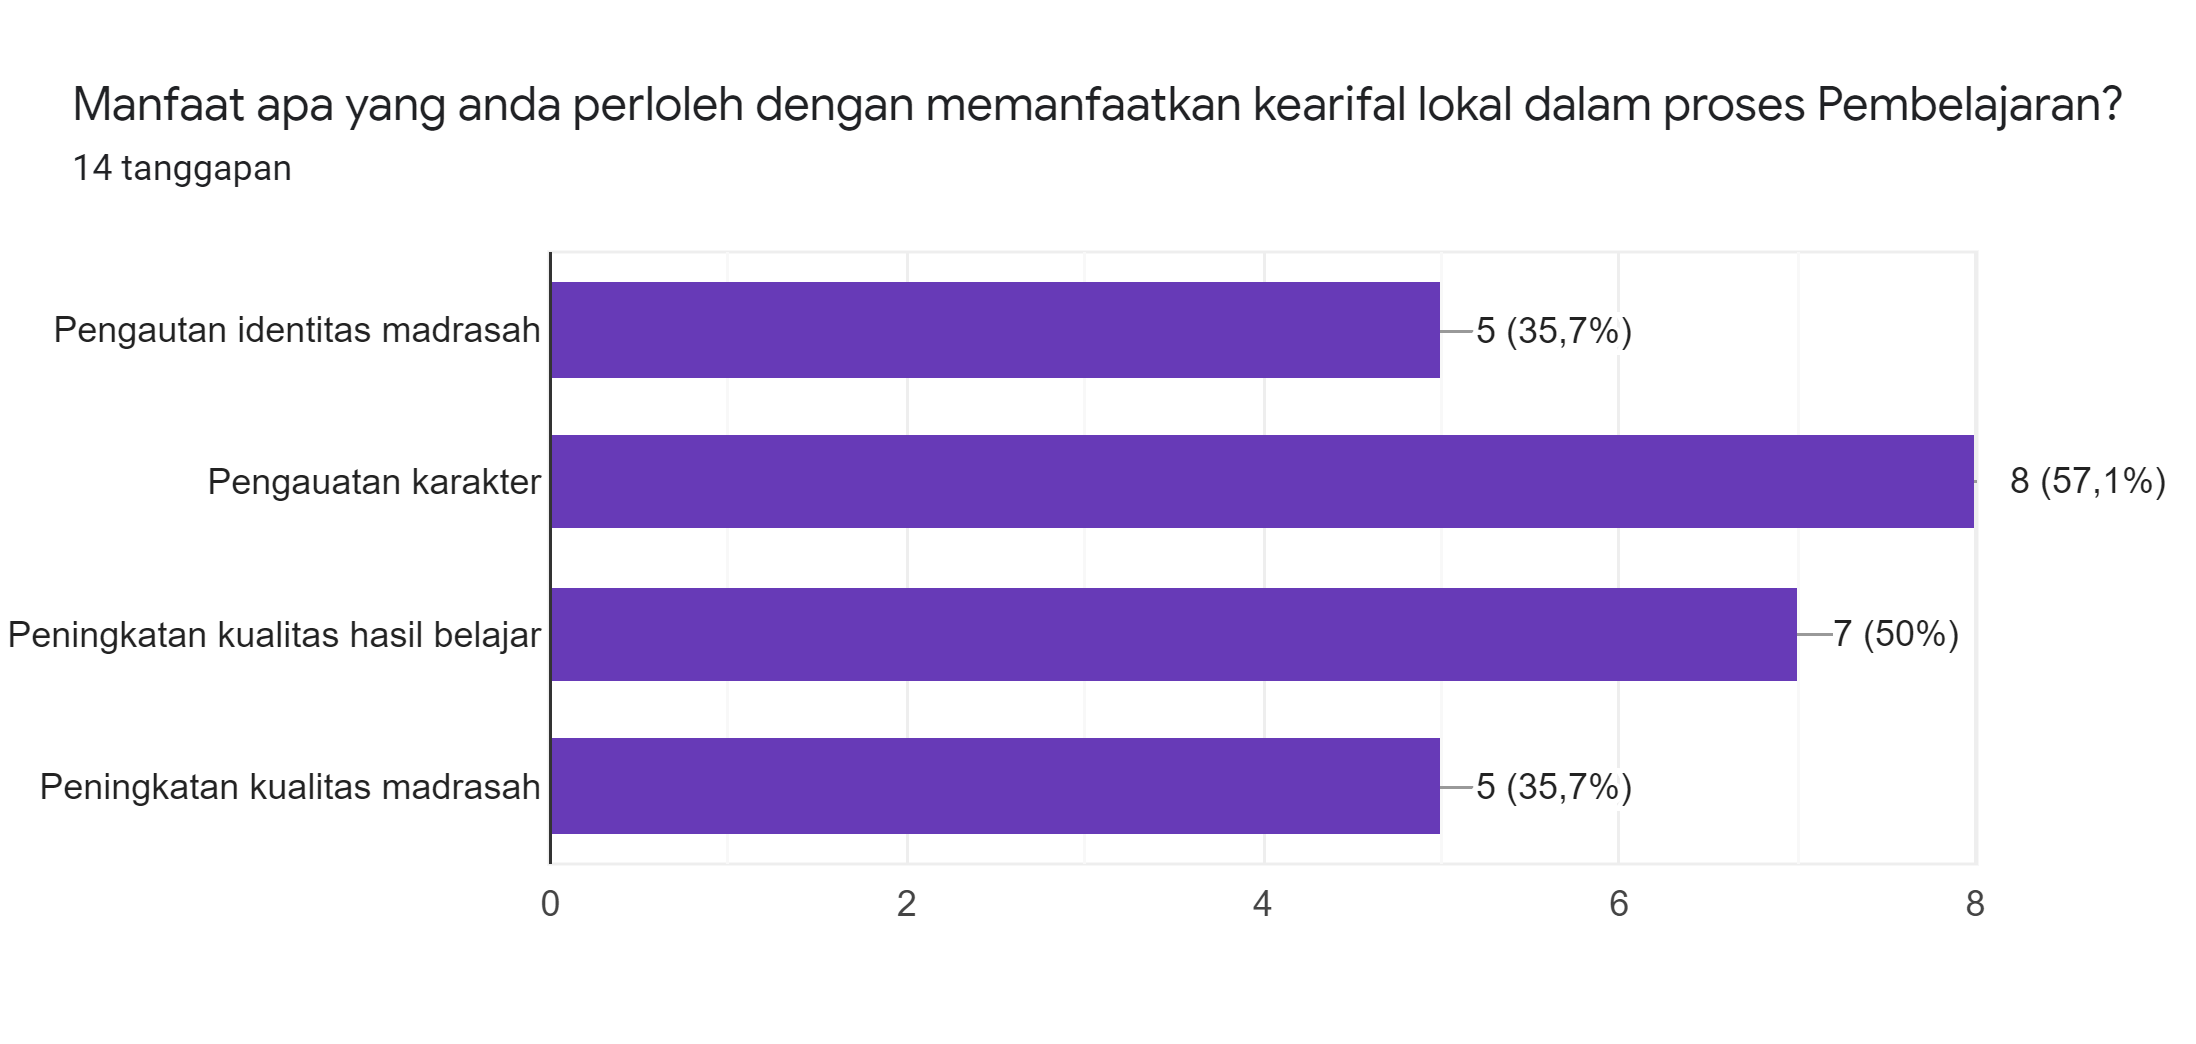 Manfaat apa yang anda perloleh dengan memanfaatkan kearifal lokal dalam proses Pembelajaran?
14 tanggapan
Pengautan identitas madrasah
5 (35,7%)
Pengauatan karakter
8 (57,1%)
Peningkatan kualitas hasil belajar
7 (50%)
Peningkatan kualitas madrasah
5 (35,7%)
0 2 4 6 8